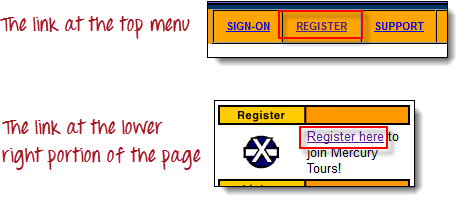 The link at the top menu
SIGN-ON
REGISTER
SUPPORT
Register
The link at the lower
right portion of the page
Register here to
join Mercury
Tours!